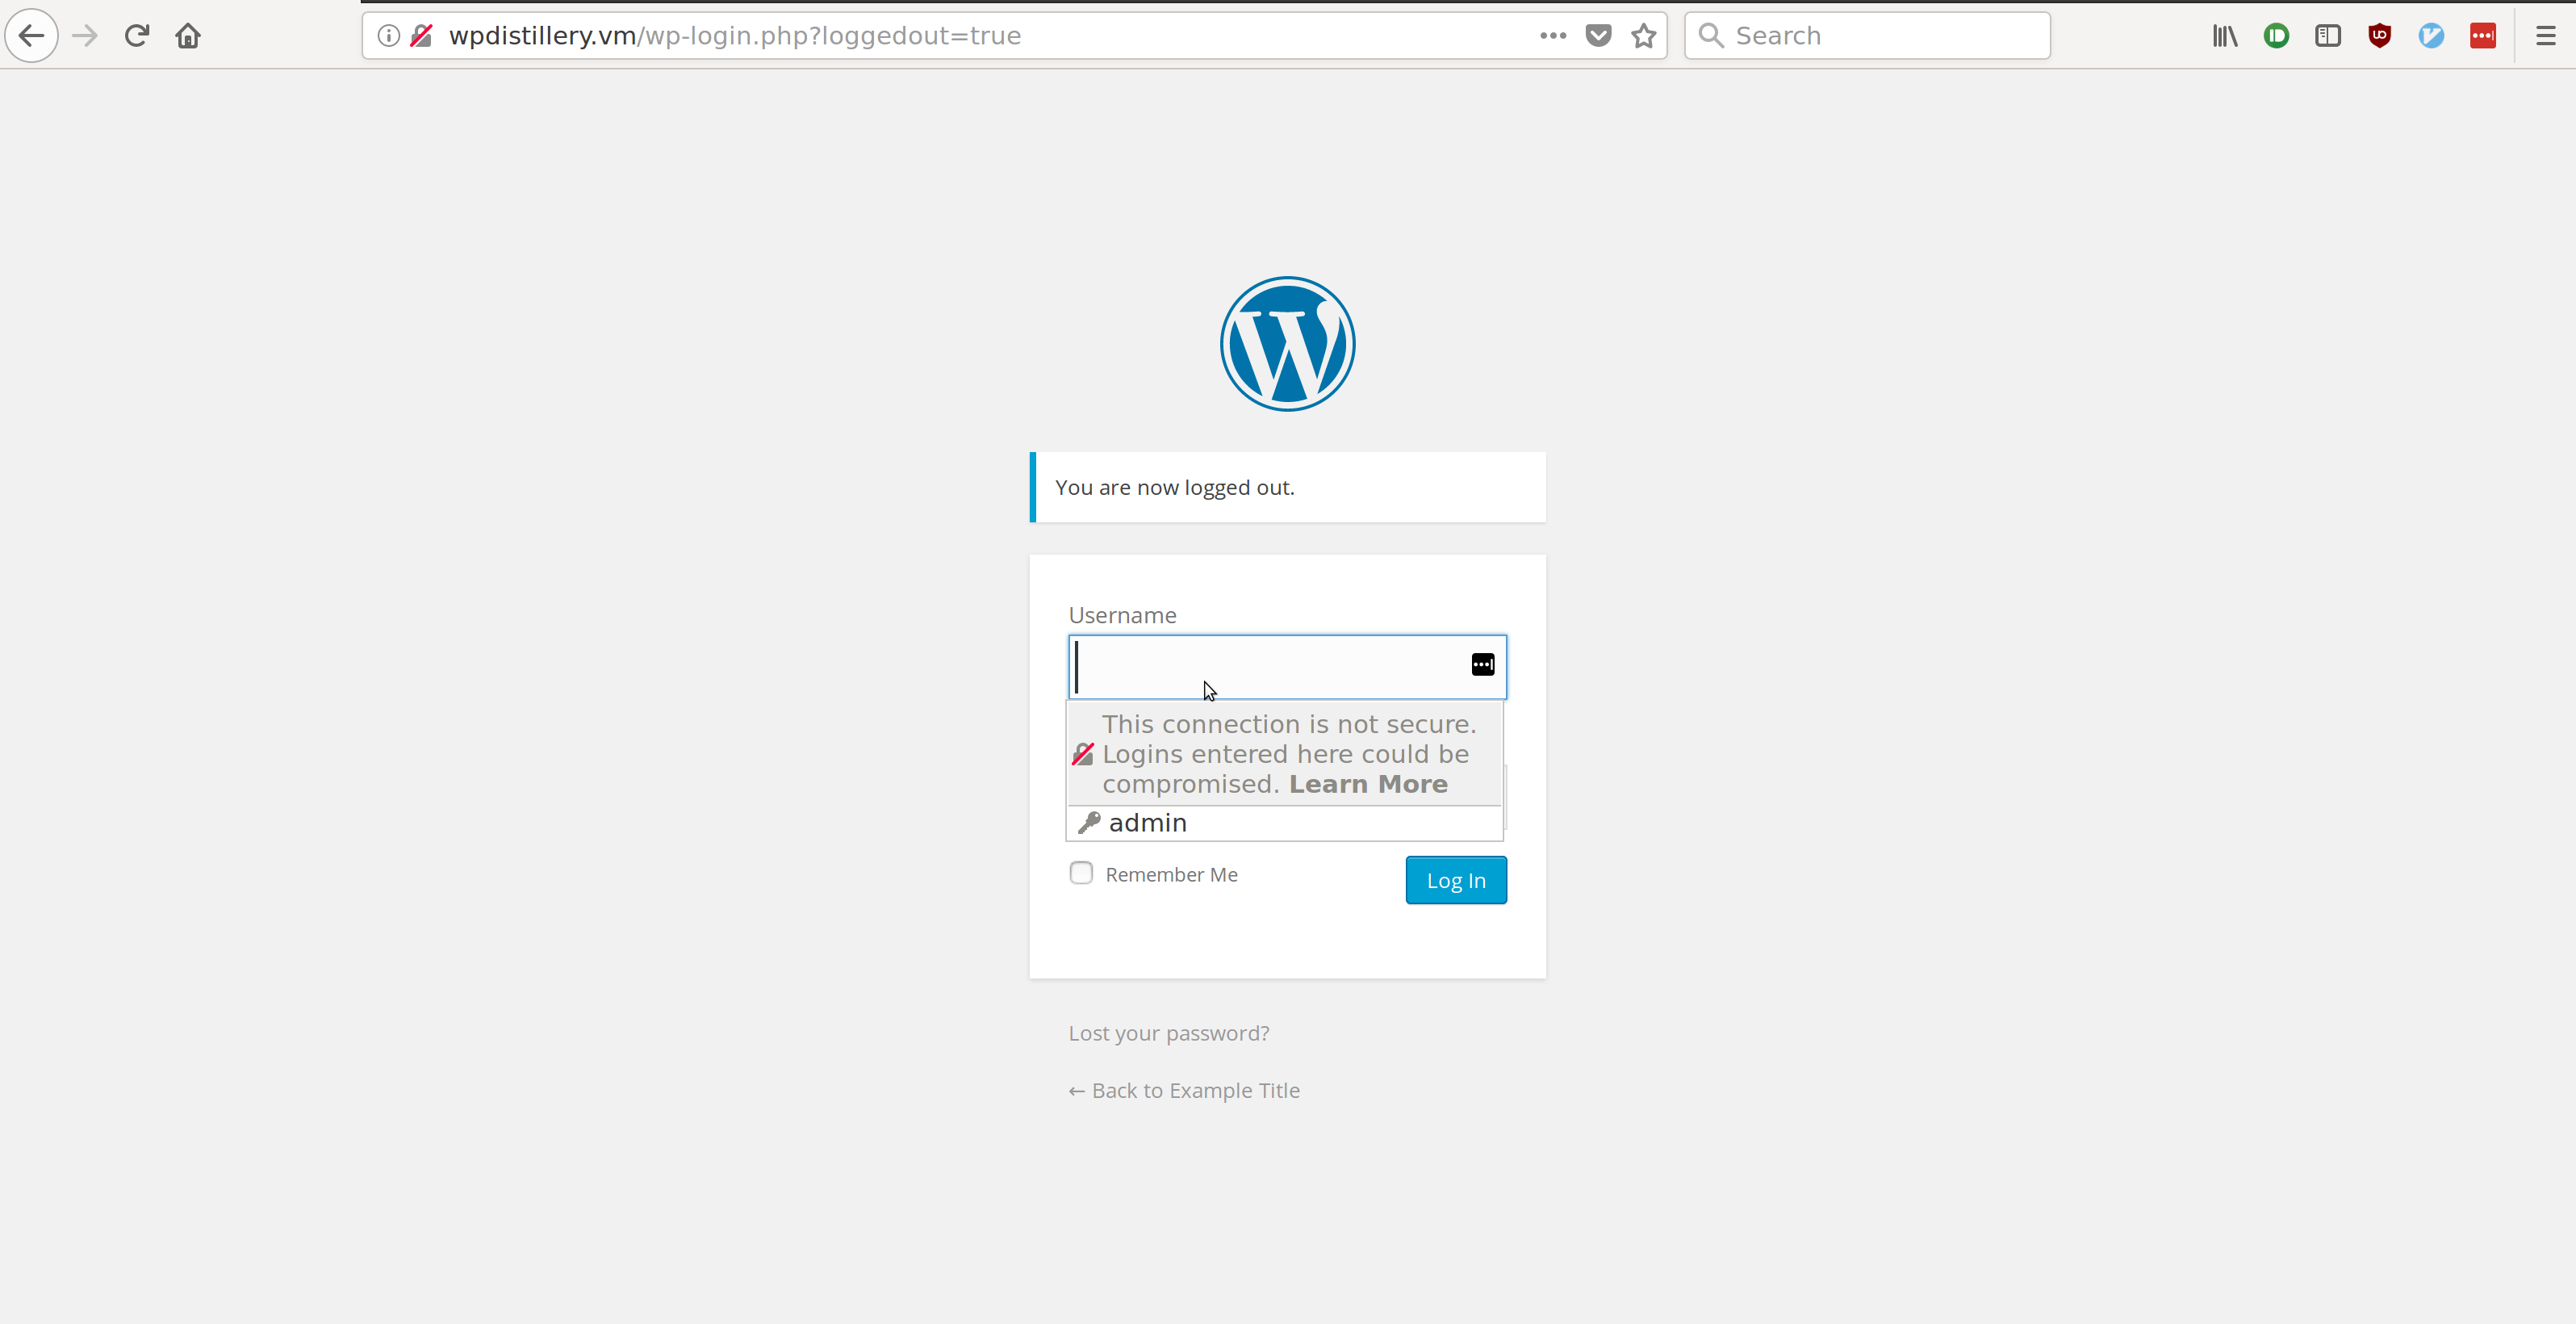 wpdistillery.vm/wp-login.php?loggedout=true
Search
You are now logged out.
Username
This connection is not secure.
Logins entered here could be
compromised. Learn More
admin
Remember Me
Log In
Lost your password?
← Back to Example Title